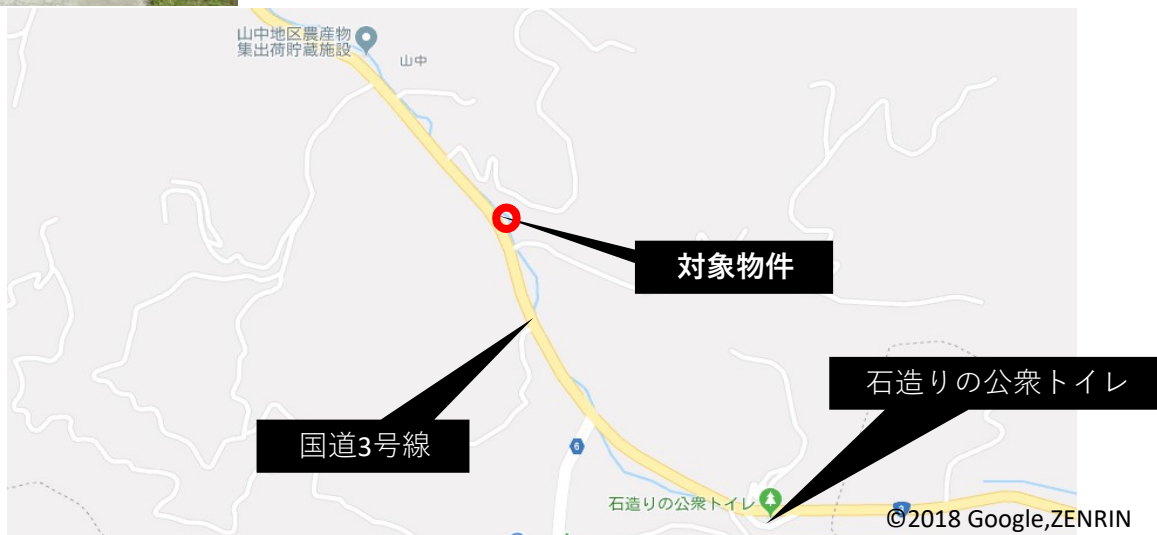 山中地区農産物
集出荷貯蔵施設
山中
対象物件
石造りの公衆トイレ
国道3号線
6
石造りの公衆トイレ
3
©2018 Google,ZENRIN